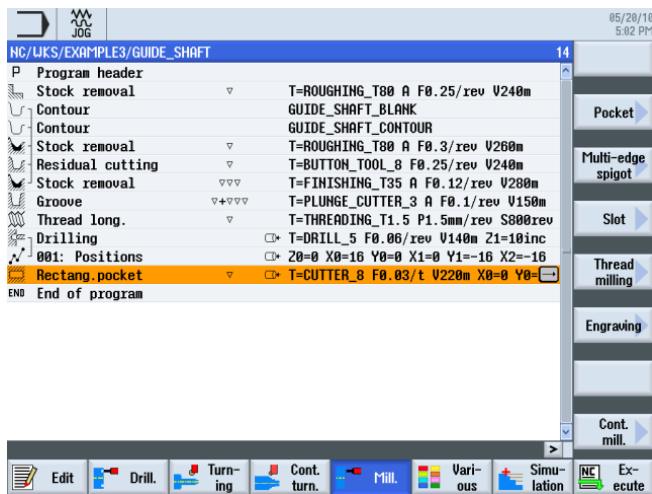 JOG
05/20/10
5:02 PM
NC/WKS/EXAMPLE3/GUIDE_SHAFT 14
P Program header
Stock removal ▽ T=ROUGHING_T80 A F0.25/rev V240m
Contour GUIDE_SHAFT_BLANK
Contour GUIDE_SHAFT_CONTOUR
Stock removal ▽ T=ROUGHING_T80 A F0.3/rev V260m
Residual cutting ▽ T=BUTTON_TOOL_8 F0.25/rev V240m
Stock removal ▽▽▽ T=FINISHING_T35 A F0.12/rev V280m
Groove ▽+▽▽▽ T=PLUNGE_CUTTER_3 A F0.1/rev V150m
Thread long. ▽ T=THREADING_T1.5 P1.5mm/rev S800rev
Drilling T=DRILL_5 F0.06/rev V140m Z1=10inc
001: Positions Z0=0 X0=16 Y0=0 X1=0 Y1=-16 X2=-16
Rectang.pocket ▽ T=CUTTER_8 F0.03/t V220m X0=0 Y0=
END End of program
Pocket
Multi-edge
spigot
Slot
Thread
milling
Engraving
Cont.
mill.
Edit
Drill.
Turn-
ing
Cont.
turn.
Mill.
Vari-
ous
Simu-
lation
NC Ex-
ecute